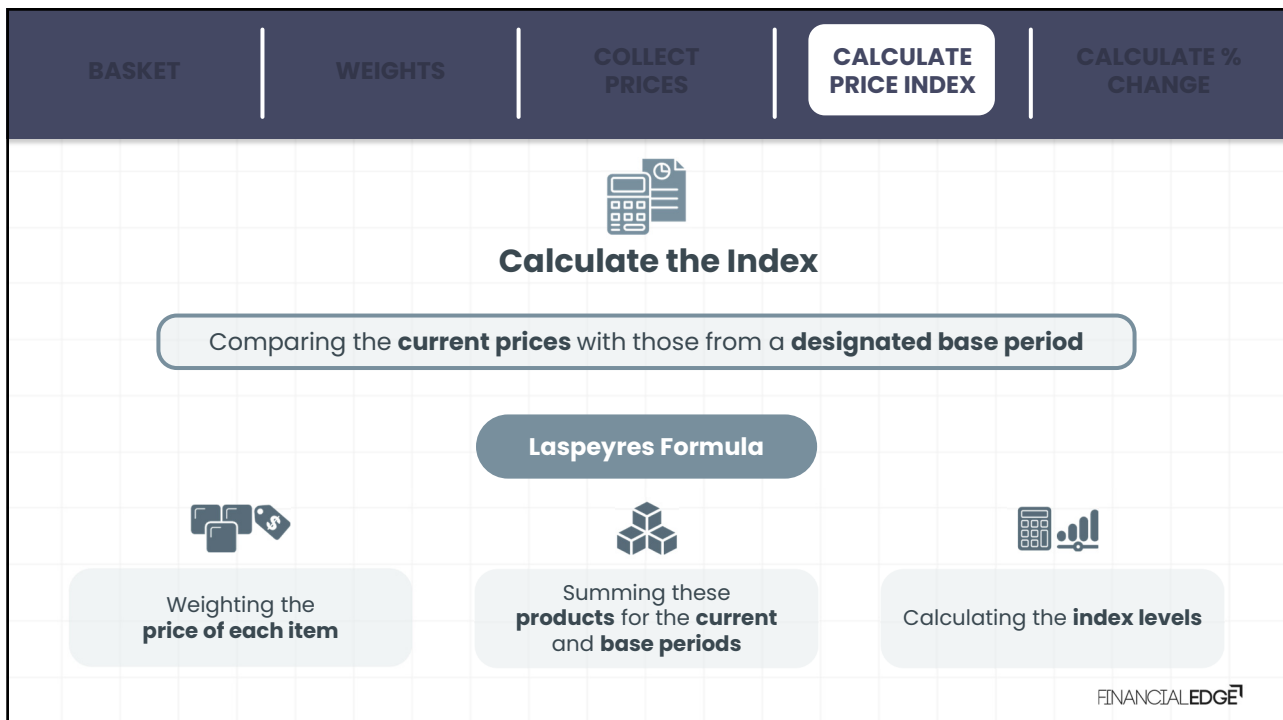 BASKET
WEIGHTS
COLLECT
PRICES
CALCULATE
PRICE INDEX
CALCULATE %
CHANGE
Calculate the Index
Comparing the current prices with those from a designated base period
Laspeyres Formula
$
Weighting the
price of each item
Summing these
products for the current
and base periods
Calculating the index levels
FINANCIALEDGE